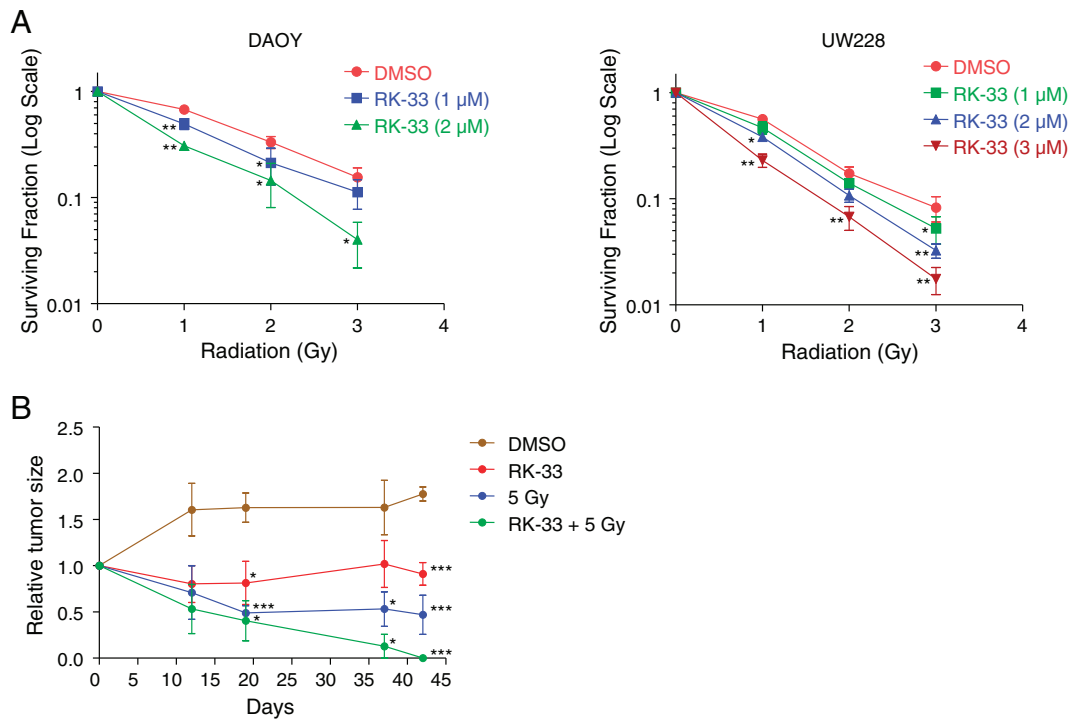 A
DAOY
Surviving Fraction (Log Scale)
1
0.1
0.01
0 1 2 3 4
Radiation (Gy)
DMSO
RK-33 (1 µM)
RK-33 (2 µM)
**
**
*
*
*
UW228
Surviving Fraction (Log Scale)
1
0.1
0.01
0 1 2 3 4
Radiation (Gy)
DMSO
RK-33 (1 µM)
RK-33 (2 µM)
RK-33 (3 µM)
*
**
**
*
**
**
B
Relative tumor size
2.5
2.0
1.5
1.0
0.5
0.0
0 5 10 15 20 25 30 35 40 45
Days
DMSO
RK-33
5 Gy
RK-33 + 5 Gy
*
***
***
*
***
*
*
***